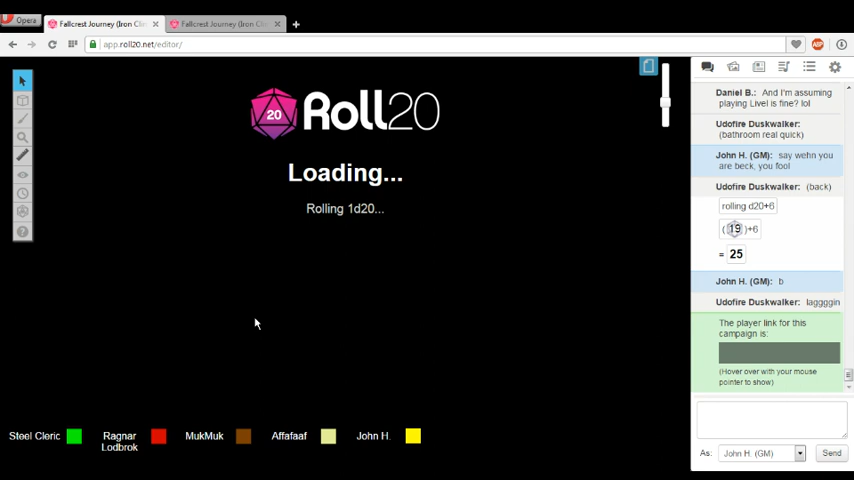 Opera
Fallcrest Journey (Iron Cli
Fallcrest Journey (Iron Cli
app.roll20.net/editor/
ABP
20
Roll20
Loading...
Rolling 1d20...
Daniel B.: And I'm assuming
playing Livel is fine? lol
Udofire Duskwalker:
(bathroom real quick)
John H. (GM): say wehn you
are beck, you fool
Udofire Duskwalker: (back)
rolling d20+6
(19)+6
= 25
John H. (GM): b
Udofire Duskwalker: laggggin
The player link for this
campaign is:
(Hover over with your mouse
pointer to show)
Steel Cleric
Ragnar
Lodbrok
MukMuk
Affafaaf
John H.
As: John H. (GM)
Send